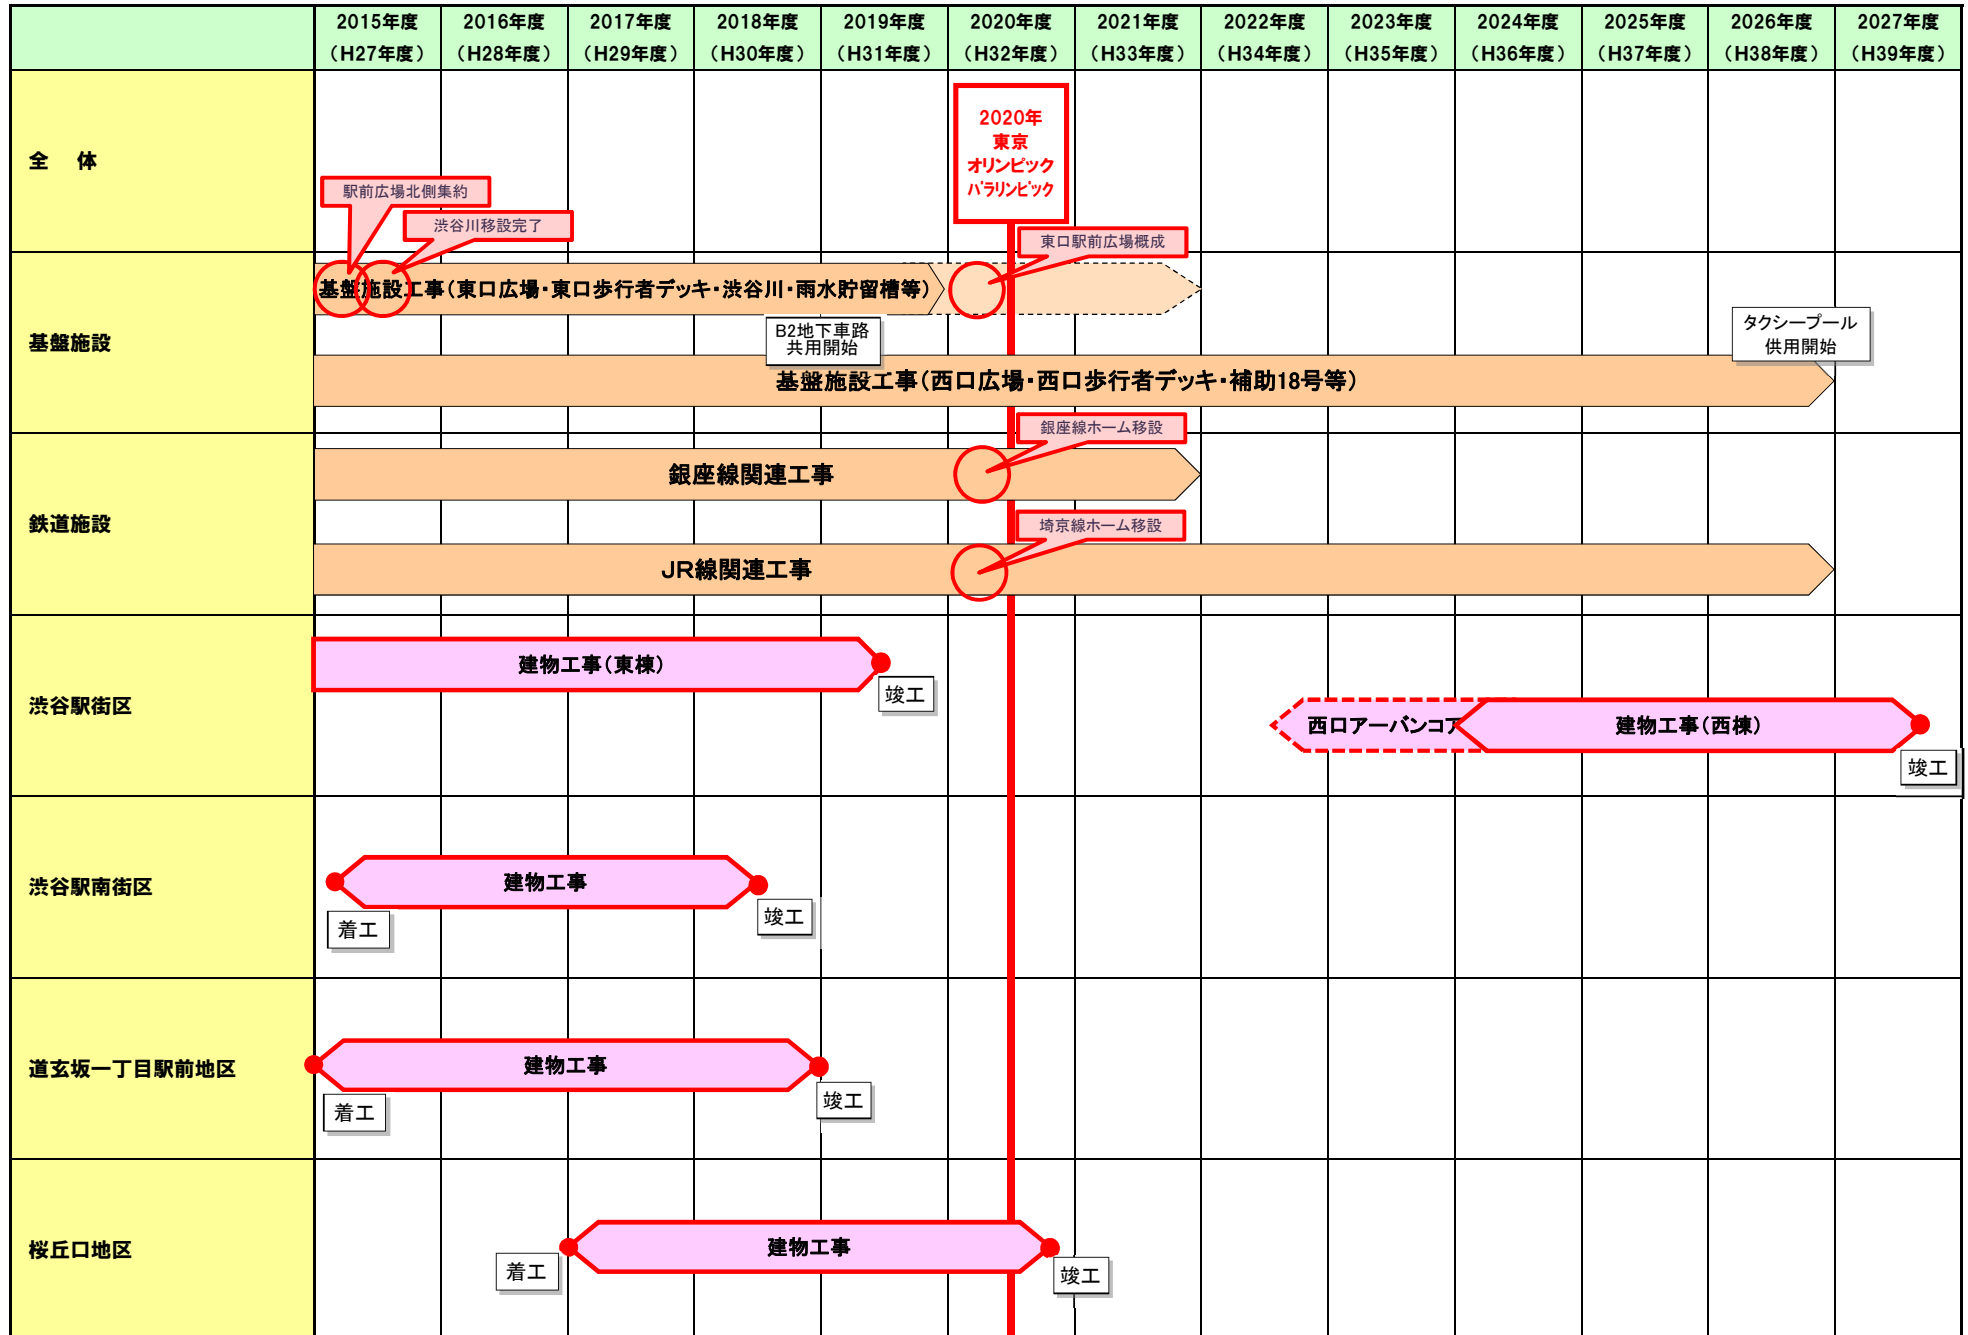 2015年度 2016年度 2017年度 2018年度 2019年度 2020年度 2021年度 2022年度 2023年度 2024年度 2025年度 2026年度 2027年度
（H27年度） （H28年度） （H29年度） （H30年度） （H31年度） （H32年度） （H33年度） （H34年度） （H35年度） （H36年度） （H37年度） （H38年度） （H39年度）
全 体
2020年
東京
オリンピック
パラリンピック
駅前広場北側集約
渋谷川移設完了
東口駅前広場概成
基盤施設
基盤施設工事（東口広場・東口歩行者デッキ・渋谷川・雨水貯留槽等）
B2地下車路
共用開始
タクシープール
供用開始
基盤施設工事（西口広場・西口歩行者デッキ・補助18号等）
鉄道施設
銀座線ホーム移設
銀座線関連工事
埼京線ホーム移設
JR線関連工事
渋谷駅街区
建物工事（東棟）
竣工
西口アーバンコア
建物工事（西棟）
竣工
渋谷駅南街区
建物工事
着工
竣工
道玄坂一丁目駅前地区
建物工事
着工
竣工
桜丘口地区
建物工事
着工
竣工